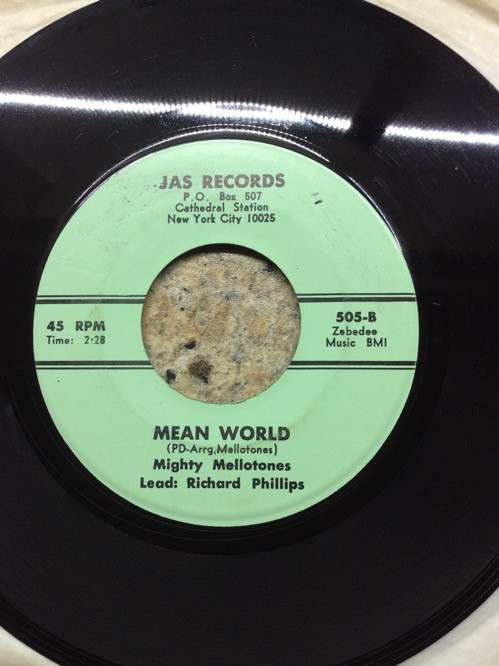 JAS RECORDS
P.O. Box 507
Cathedral Station
New York City 10025
45 RPM
Time: 2:28
505-B
Zebedee
Music BMI
MEAN WORLD
(PD-Arrg.Mellotones)
Mighty Mellotones
Lead: Richard Phillips